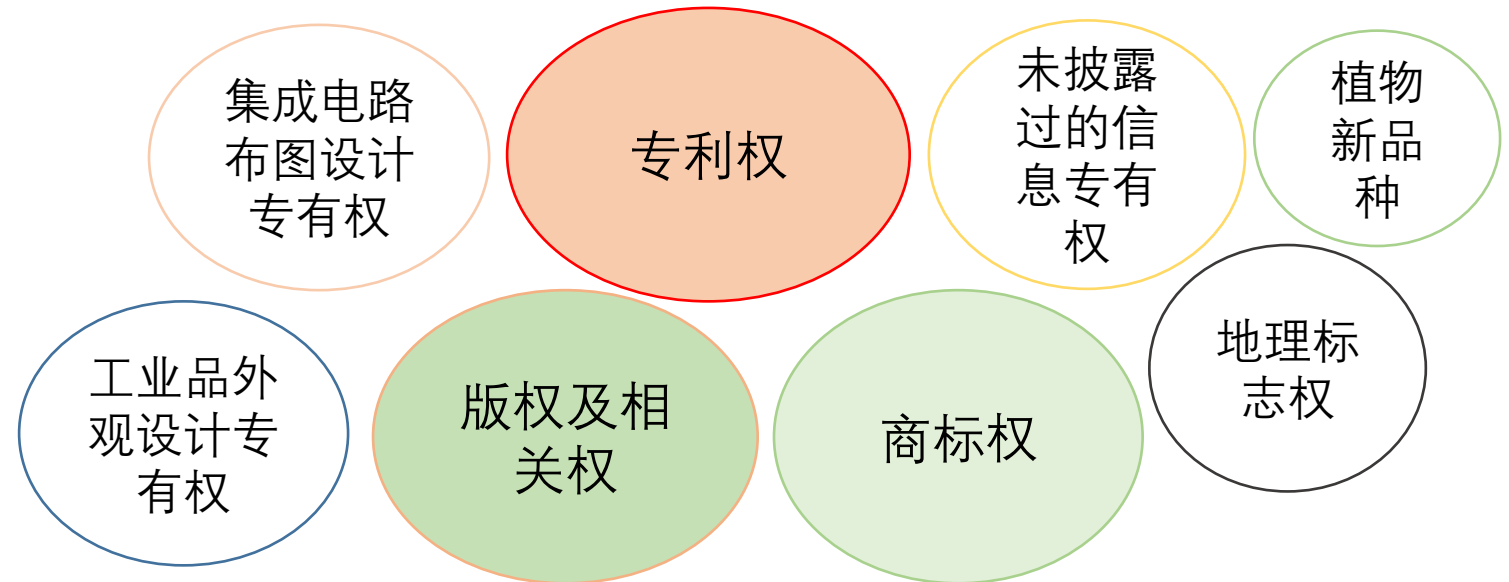 集成电路
布图设计
专有权
专利权
未披露
过的信
息专有
权
植物
新品
种
工业品外
观设计专
有权
版权及相
关权
商标权
地理标
志权